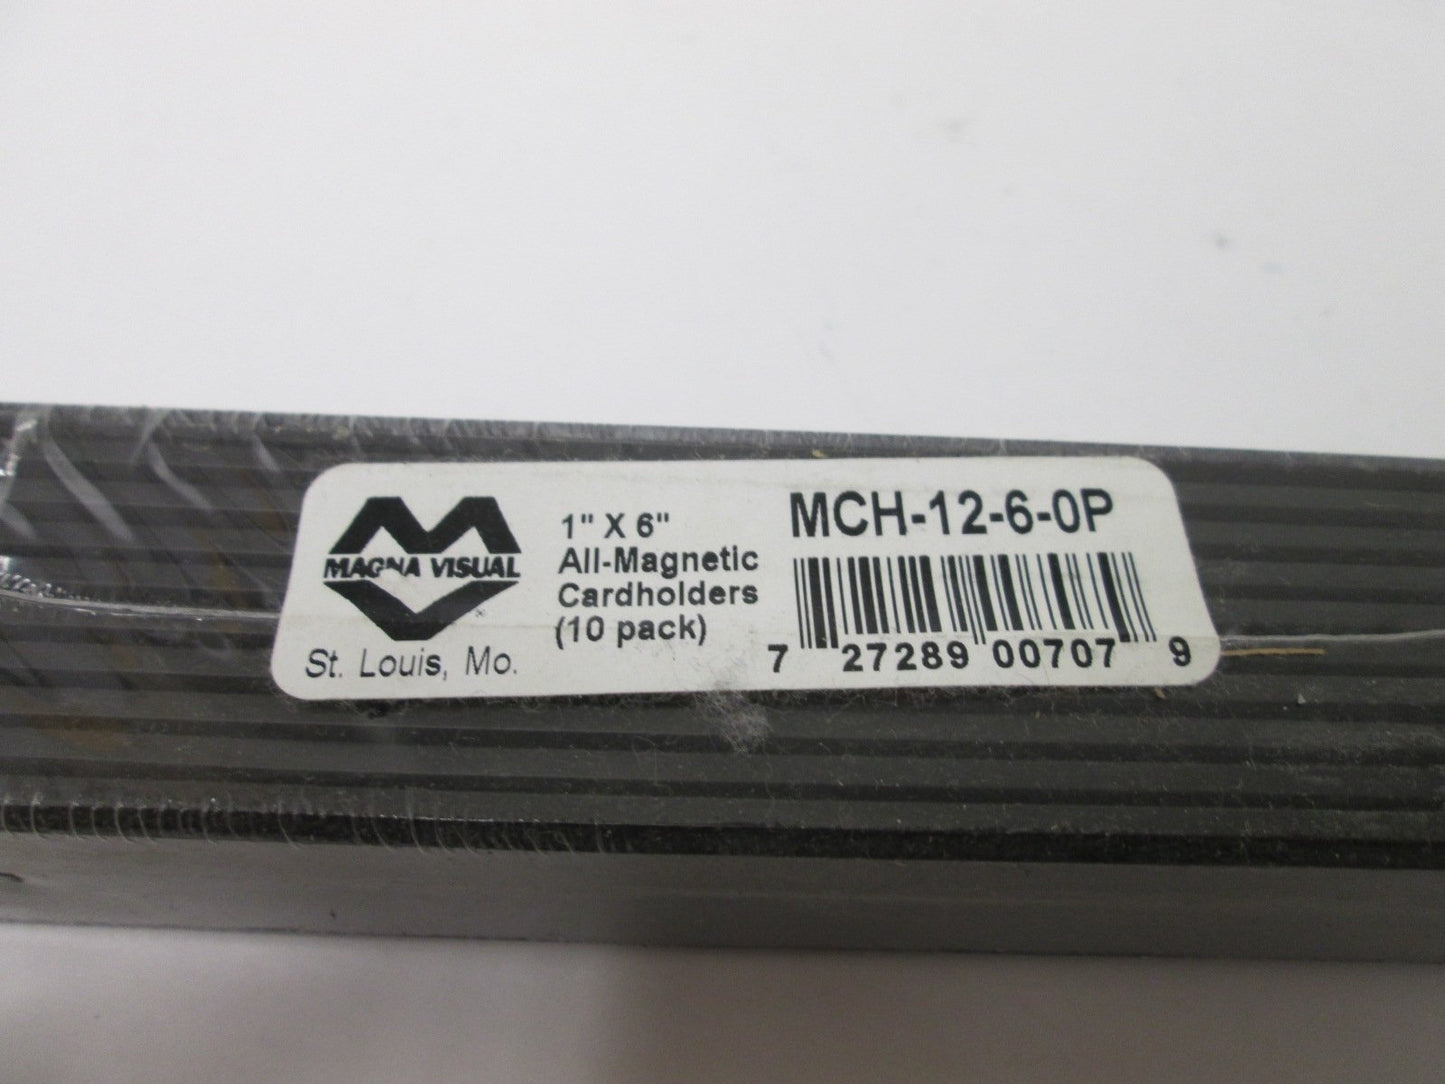 MAGNA VISUAL
St. Louis, Mo.
1" X 6"
All-Magnetic
Cardholders
(10 pack)
MCH-12-6-0P
7 27289 00707 9